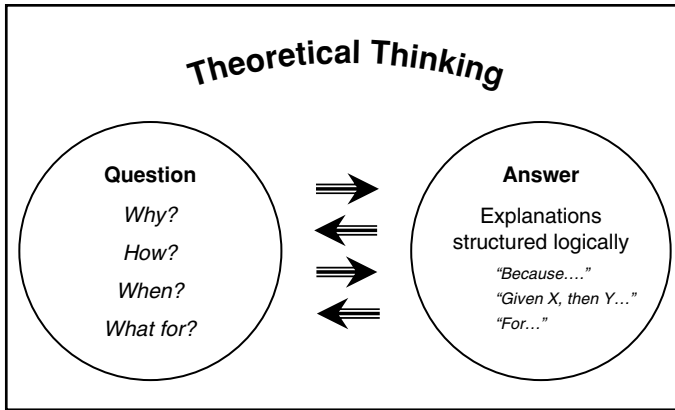 Theoretical Thinking
Question
Why?
How?
When?
What for?
Answer
Explanations
structured logically
“Because....”
“Given X, then Y...”
“For...”